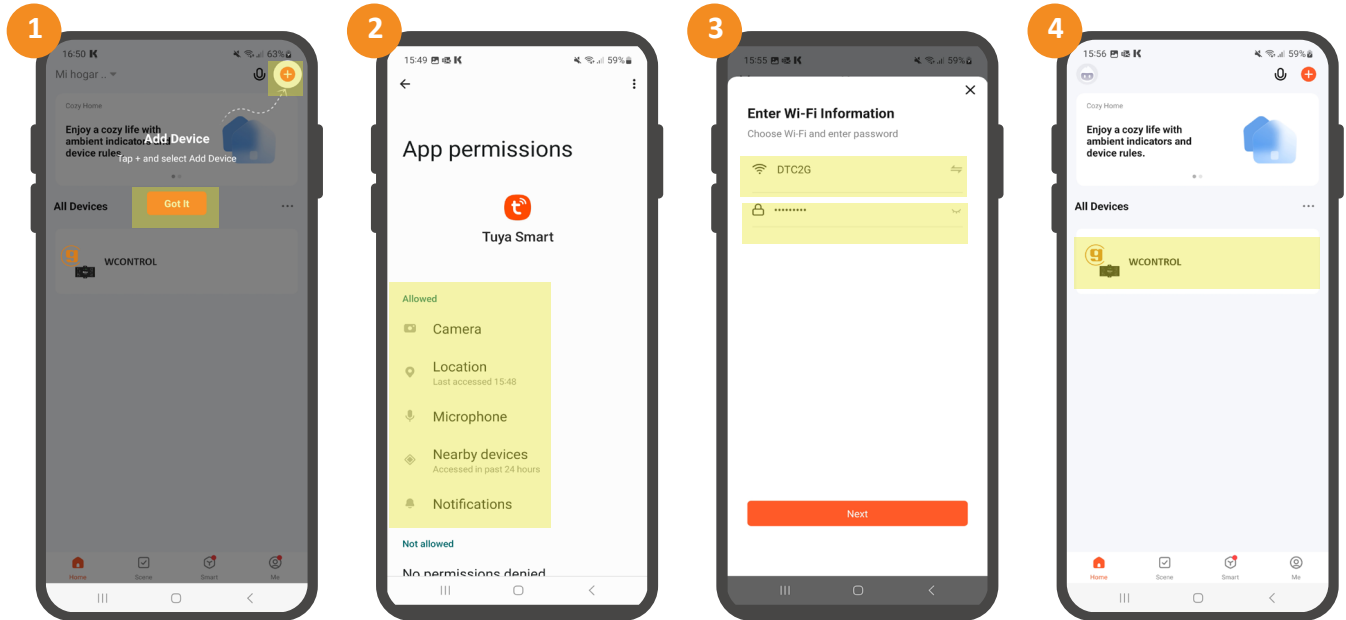 1
16:50 K
63%
Mi hogar ..
Cozy Home
Enjoy a cozy life with
ambient indicators and
device rules.
Add Device
Tap + and select Add Device
Got It
All Devices
WCONTROL
Home
Scene
Smart
Me
2
15:49 K
59%
App permissions
Tuya Smart
Allowed
Camera
Location
Last accessed 15:48
Microphone
Nearby devices
Accessed in past 24 hours
Notifications
Not allowed
No permissions denied
3
15:55 K
59%
Enter Wi-Fi Information
Choose Wi-Fi and enter password
DTC2G
•••••••••
Next
4
15:56 K
59%
Cozy Home
Enjoy a cozy life with
ambient indicators and
device rules.
All Devices
g
WCONTROL
Home
Scene
Smart
Me